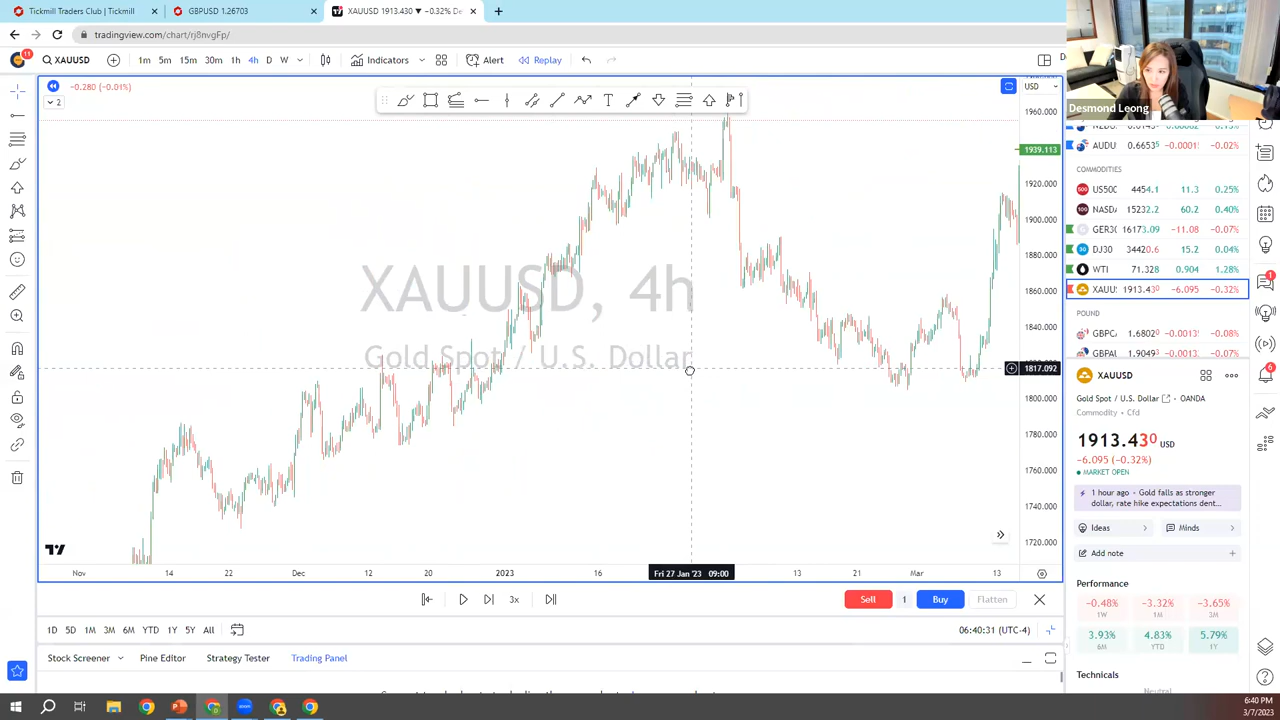 Tickmill Traders Club | Tickmill
GBPUSD 1.26703
XAUUSD 1913.430 ▼ −0.32% De
tradingview.com/chart/rj8nvgFp/
11
XAUUSD
1m 5m 15m 30m 1h 4h D W
Indicators
Alert
Replay
−0.280 (−0.01%)
2
USD
Desmond Leong
1960.000
1939.113
1920.000
1900.000
1880.000
1860.000
1840.000
1817.092
1800.000
1780.000
1760.000
1740.000
1720.000
XAUUSD, 4h
Gold Spot / U.S. Dollar
Nov 14 22 Dec 12 20 2023 16 Fri 27 Jan '23 09:00 13 21 Mar 13
3x
Sell 1 Buy Flatten
1D 5D 1M 3M 6M YTD 1Y 5Y All
06:40:31 (UTC-4)
Stock Screener Pine Editor Strategy Tester Trading Panel
AUDU 0.6653⁵ −0.0001 −0.02%
COMMODITIES
US50C 4454.1 11.3 0.25%
NASD 15232.2 60.2 0.40%
GER3 16173.09 −11.08 −0.07%
DJ30 34420.6 15.2 0.04%
WTI 71.328 0.904 1.28%
XAUU 1913.430 −6.095 −0.32%
POUND
GBPC 1.6802⁰ −0.0013 −0.08%
GBPA 1.9049³ −0.0013 −0.07%
XAUUSD
Gold Spot / U.S. Dollar OANDA
Commodity • Cfd
1913.430 USD
−6.095 (−0.32%)
MARKET OPEN
1 hour ago • Gold falls as stronger
dollar, rate hike expectations dent…
Ideas
Minds
Add note
Performance
−0.48% −3.32% −3.65%
1W 1M 3M
3.93% 4.83% 5.79%
6M YTD 1Y
Technicals
Neutral
1
6
6:40 PM
3/7/2023